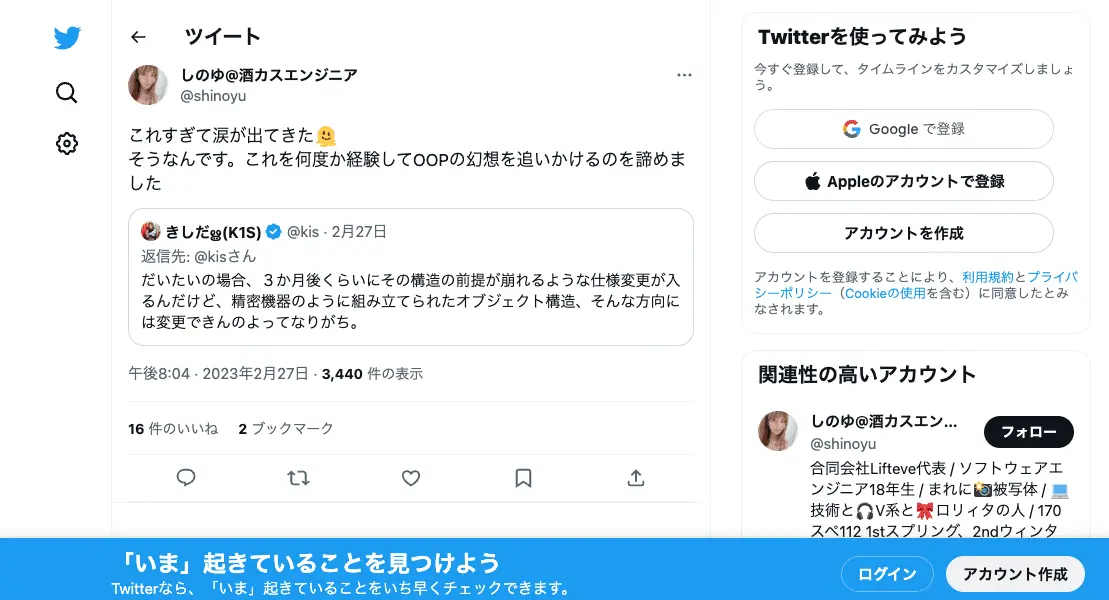 ツイート
しのゆ@酒カスエンジニア
@shinoyu
これすぎて涙が出てきた🫠
そうなんです。これを何度か経験してOOPの幻想を追いかけるのを諦めま
した
きしだൠ(K1S) @kis · 2月27日
返信先: @kisさん
だいたいの場合、３か月後くらいにその構造の前提が崩れるような仕様変更が入
るんだけど、精密機器のように組み立てられたオブジェクト構造、そんな方向に
は変更できんのよってなりがち。
午後8:04 · 2023年2月27日 · 3,440 件の表示
16 件のいいね 2 ブックマーク
Twitterを使ってみよう
今すぐ登録して、タイムラインをカスタマイズしましょ
う。
Google で登録
Appleのアカウントで登録
アカウントを作成
アカウントを登録することにより、利用規約とプライバ
シーポリシー（Cookieの使用を含む）に同意したとみ
なされます。
関連性の高いアカウント
しのゆ@酒カスエン...
@shinoyu
フォロー
合同会社Lifteve代表 / ソフトウェアエ
ンジニア18年生 / まれに📸被写体 / 💻
技術と🎧V系と🎀ロリィタの人 / 170
スペ112 1stスプリング、2ndウィンタ
「いま」起きていることを見つけよう
Twitterなら、「いま」起きていることをいち早くチェックできます。
ログイン
アカウント作成